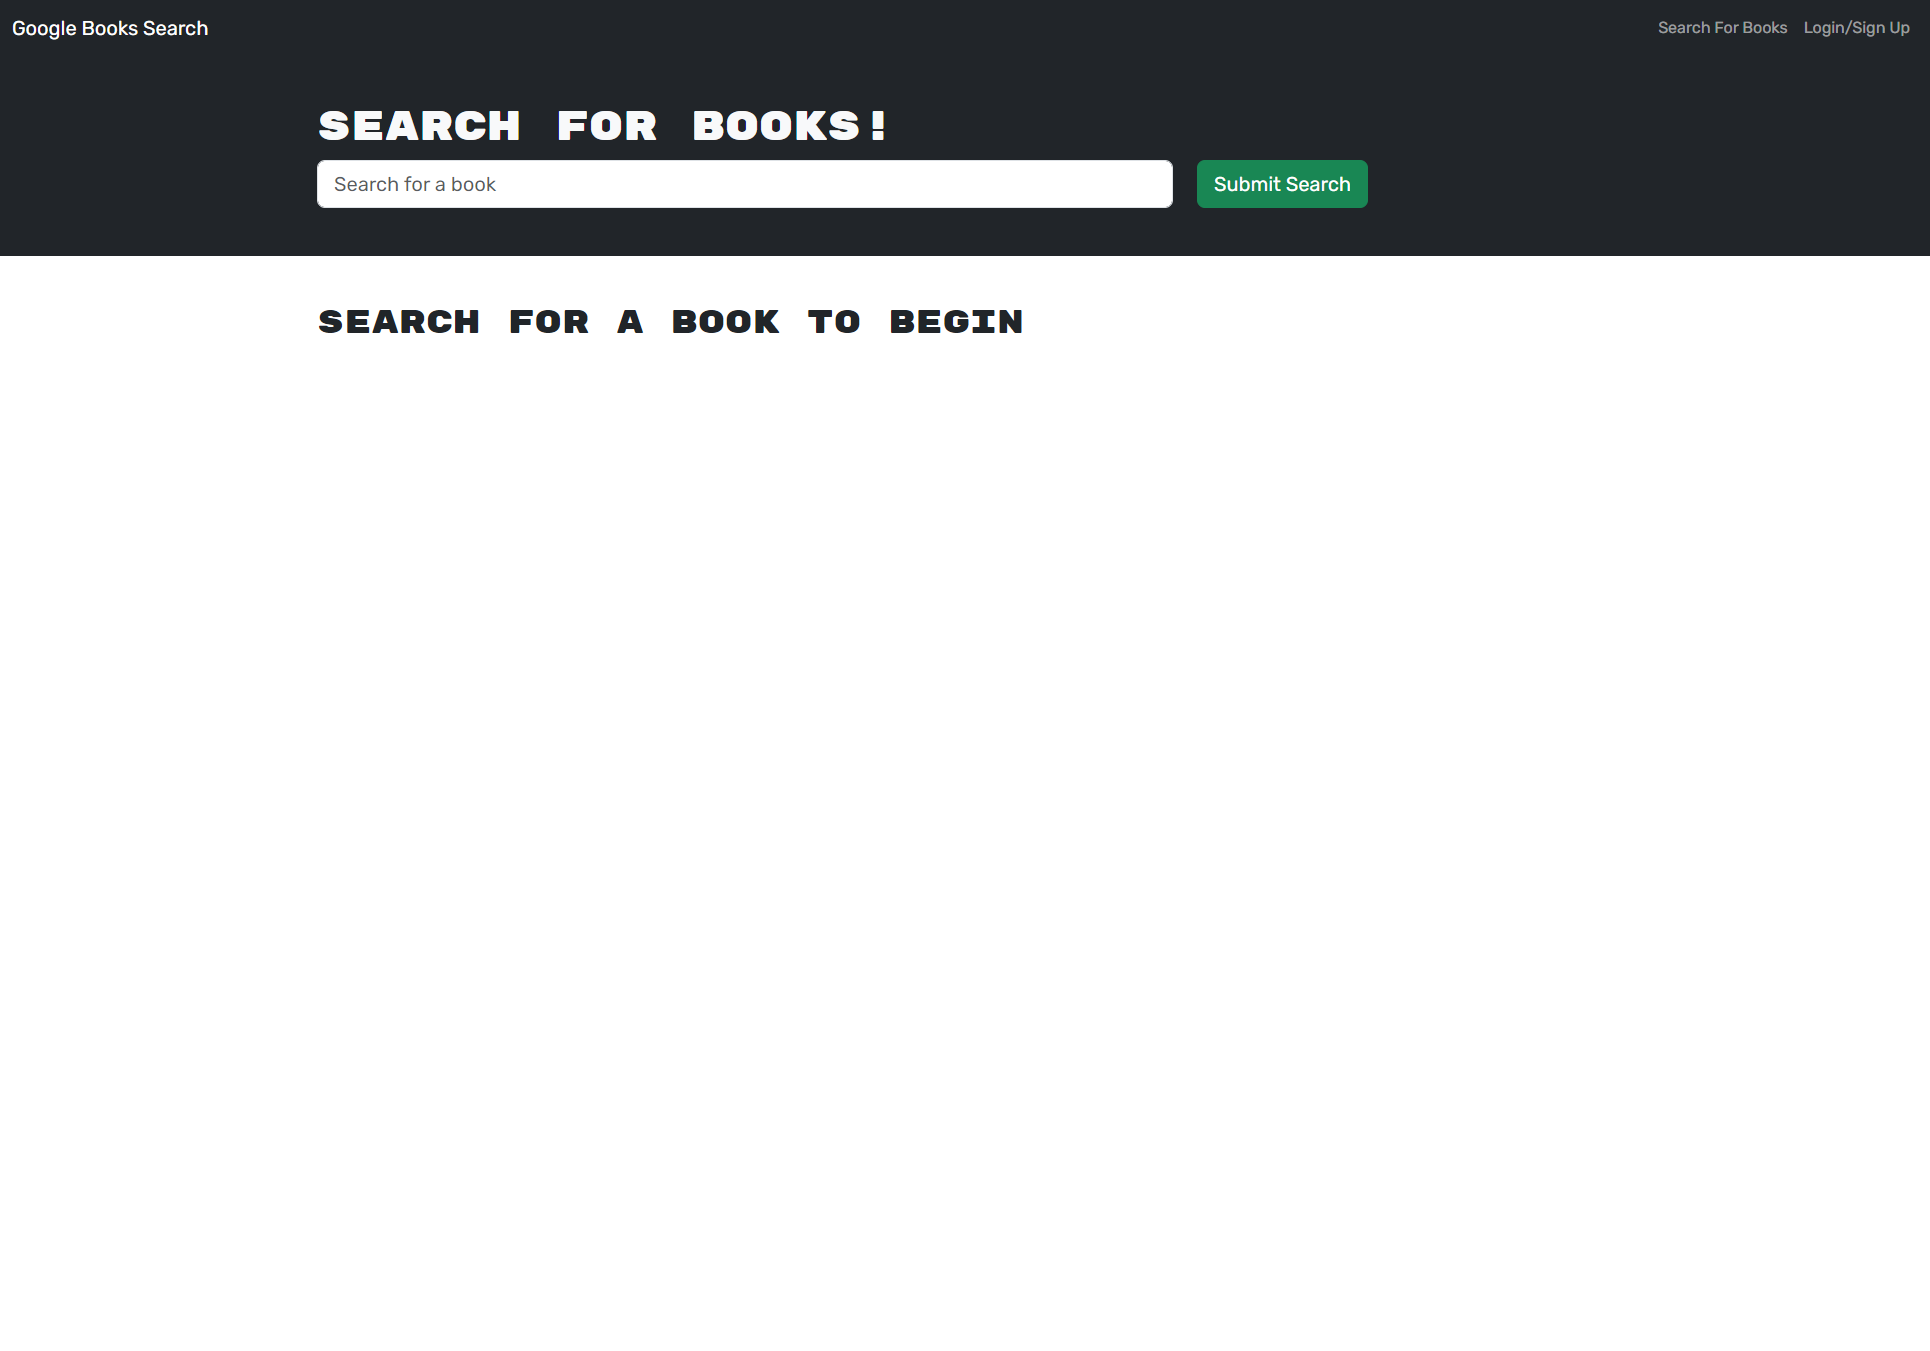 Google Books Search
Search For Books
Login/Sign Up
SEARCH FOR BOOKS!
Search for a book
Submit Search
SEARCH FOR A BOOK TO BEGIN